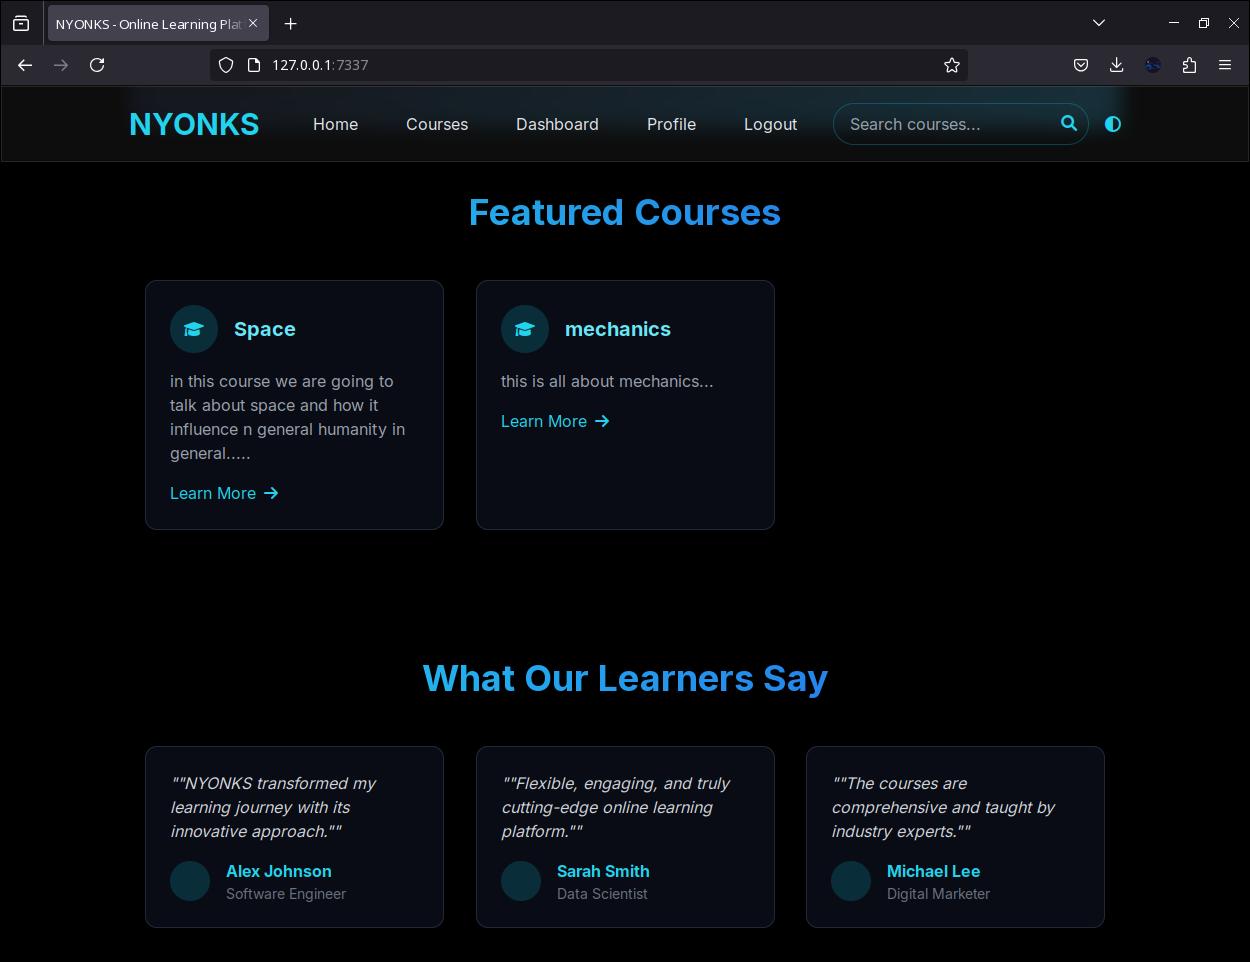 NYONKS - Online Learning Plat
127.0.0.1:7337
NYONKS
Home
Courses
Dashboard
Profile
Logout
Search courses...
Featured Courses
Space
in this course we are going to
talk about space and how it
influence n general humanity in
general.....
Learn More
mechanics
this is all about mechanics...
Learn More
What Our Learners Say
""NYONKS transformed my
learning journey with its
innovative approach.""
Alex Johnson
Software Engineer
""Flexible, engaging, and truly
cutting-edge online learning
platform.""
Sarah Smith
Data Scientist
""The courses are
comprehensive and taught by
industry experts.""
Michael Lee
Digital Marketer